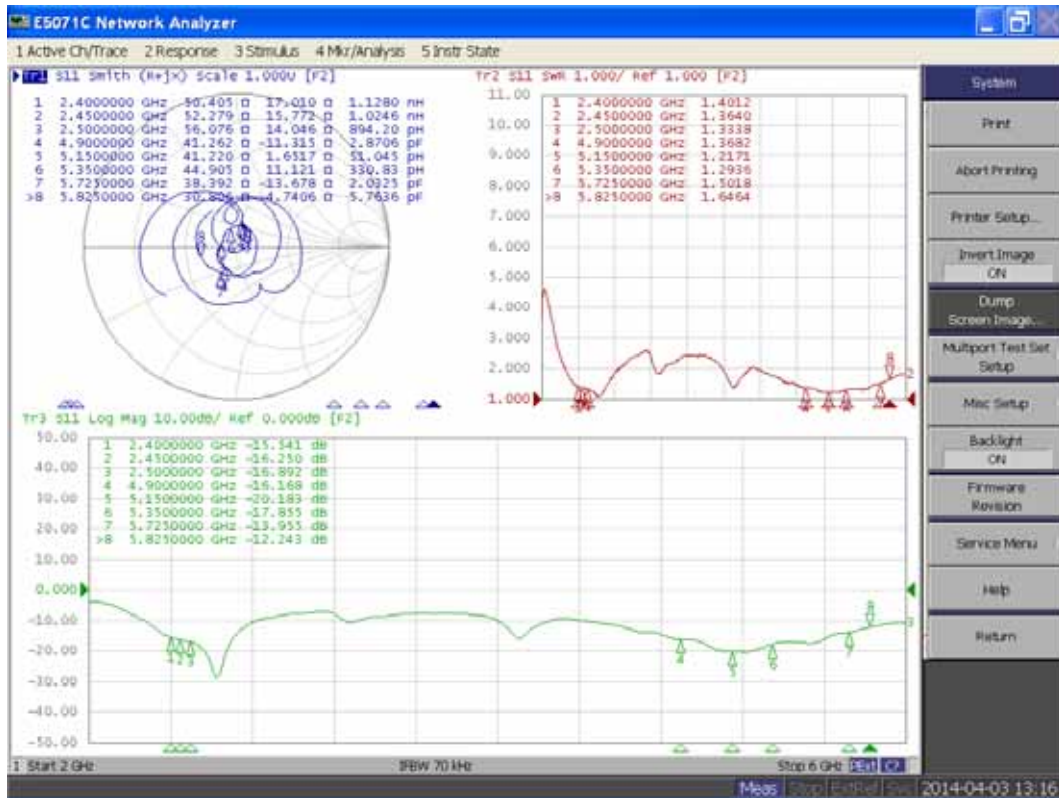 E5071C Network Analyzer
1 Active Ch/Trace 2 Response 3 Stimulus 4 Mkr/Analysis 5 Instr State
Tr1 S11 Smith (R+jX) Scale 1.000U [F2]
1 2.4000000 GHz 50.405 Ω 17.010 Ω 1.1280 nH
2 2.4500000 GHz 52.279 Ω 15.772 Ω 1.0246 nH
3 2.5000000 GHz 56.076 Ω 14.046 Ω 894.20 pH
4 4.9000000 GHz 41.262 Ω -11.315 Ω 2.8706 pF
5 5.1500000 GHz 41.220 Ω 1.6517 Ω 51.045 pH
6 5.3500000 GHz 44.905 Ω 11.121 Ω 330.83 pH
7 5.7250000 GHz 38.392 Ω -13.678 Ω 2.0325 pF
>8 5.8250000 GHz 30.806 Ω -4.7406 Ω 5.7636 pF
Tr2 S11 SWR 1.000/ Ref 1.000 [F2]
11.00
10.00
9.000
8.000
7.000
6.000
5.000
4.000
3.000
2.000
1.000
1 2.4000000 GHz 1.4012
2 2.4500000 GHz 1.3640
3 2.5000000 GHz 1.3338
4 4.9000000 GHz 1.3682
5 5.1500000 GHz 1.2171
6 5.3500000 GHz 1.2936
7 5.7250000 GHz 1.5018
>8 5.8250000 GHz 1.6464
8
2
Tr3 S11 Log Mag 10.00dB/ Ref 0.000dB [F2]
50.00
40.00
30.00
20.00
10.00
0.000
-10.00
-20.00
-30.00
-40.00
-50.00
1 2.4000000 GHz -15.541 dB
2 2.4500000 GHz -16.250 dB
3 2.5000000 GHz -16.892 dB
4 4.9000000 GHz -16.168 dB
5 5.1500000 GHz -20.183 dB
6 5.3500000 GHz -17.855 dB
7 5.7250000 GHz -13.955 dB
>8 5.8250000 GHz -12.243 dB
1 2 3
4
5
6
7
8
3
1 Start 2 GHz
IFBW 70 kHz
Stop 6 GHz
C?
System
Print
Abort Printing
Printer Setup...
Invert Image
ON
Dump
Screen Image...
Multiport Test Set
Setup
Misc Setup
Backlight
ON
Firmware
Revision
Service Menu
Help
Return
Meas Stop ExtRef Svc 2014-04-03 13:16